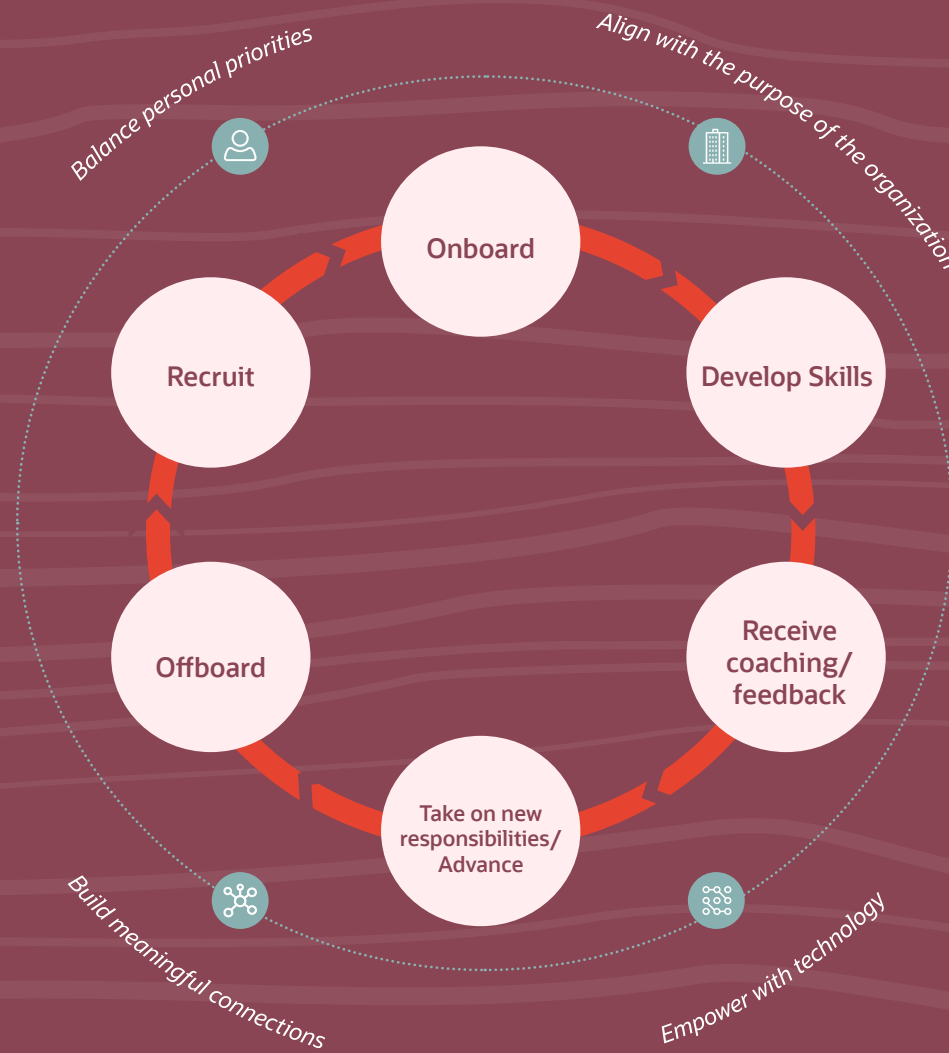 Balance personal priorities
Align with the purpose of the organization
Onboard
Recruit
Develop Skills
Offboard
Receive
coaching/
feedback
Take on new
responsibilities/
Advance
Build meaningful connections
Empower with technology